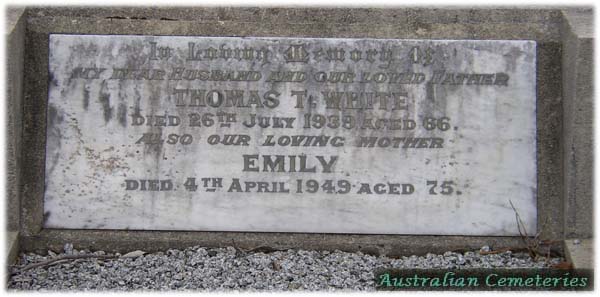 In Loving Memory Of
My Dear Husband And Our Loved Father
THOMAS T. WHITE
Died 26TH July 1938 Aged 66.
Also Our Loving Mother
EMILY
Died 4TH April 1949 Aged 75.
Australian Cemeteries